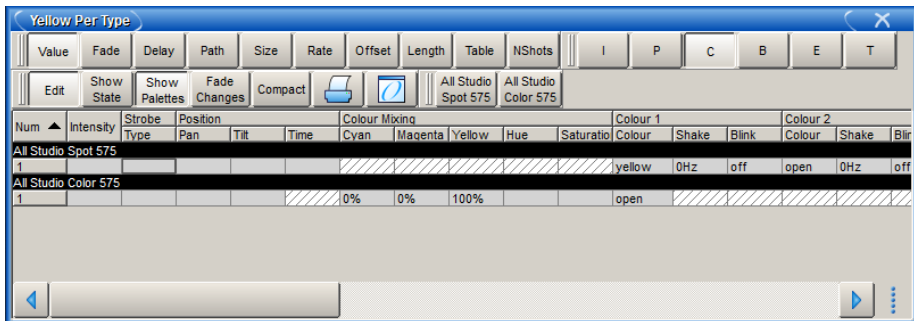 Yellow Per Type
Value Fade Delay Path Size Rate Offset Length Table NShots I P C B E T
Edit Show State Show Palettes Fade Changes Compact All Studio Spot 575 All Studio Color 575
Num Intensity Strobe Position Colour Mixing Colour 1 Colour 2
Type Pan Tilt Time Cyan Magenta Yellow Hue Saturatio Colour Shake Blink Colour Shake Blin
All Studio Spot 575
1 yellow 0Hz off open 0Hz off
All Studio Color 575
1 0% 0% 100% open